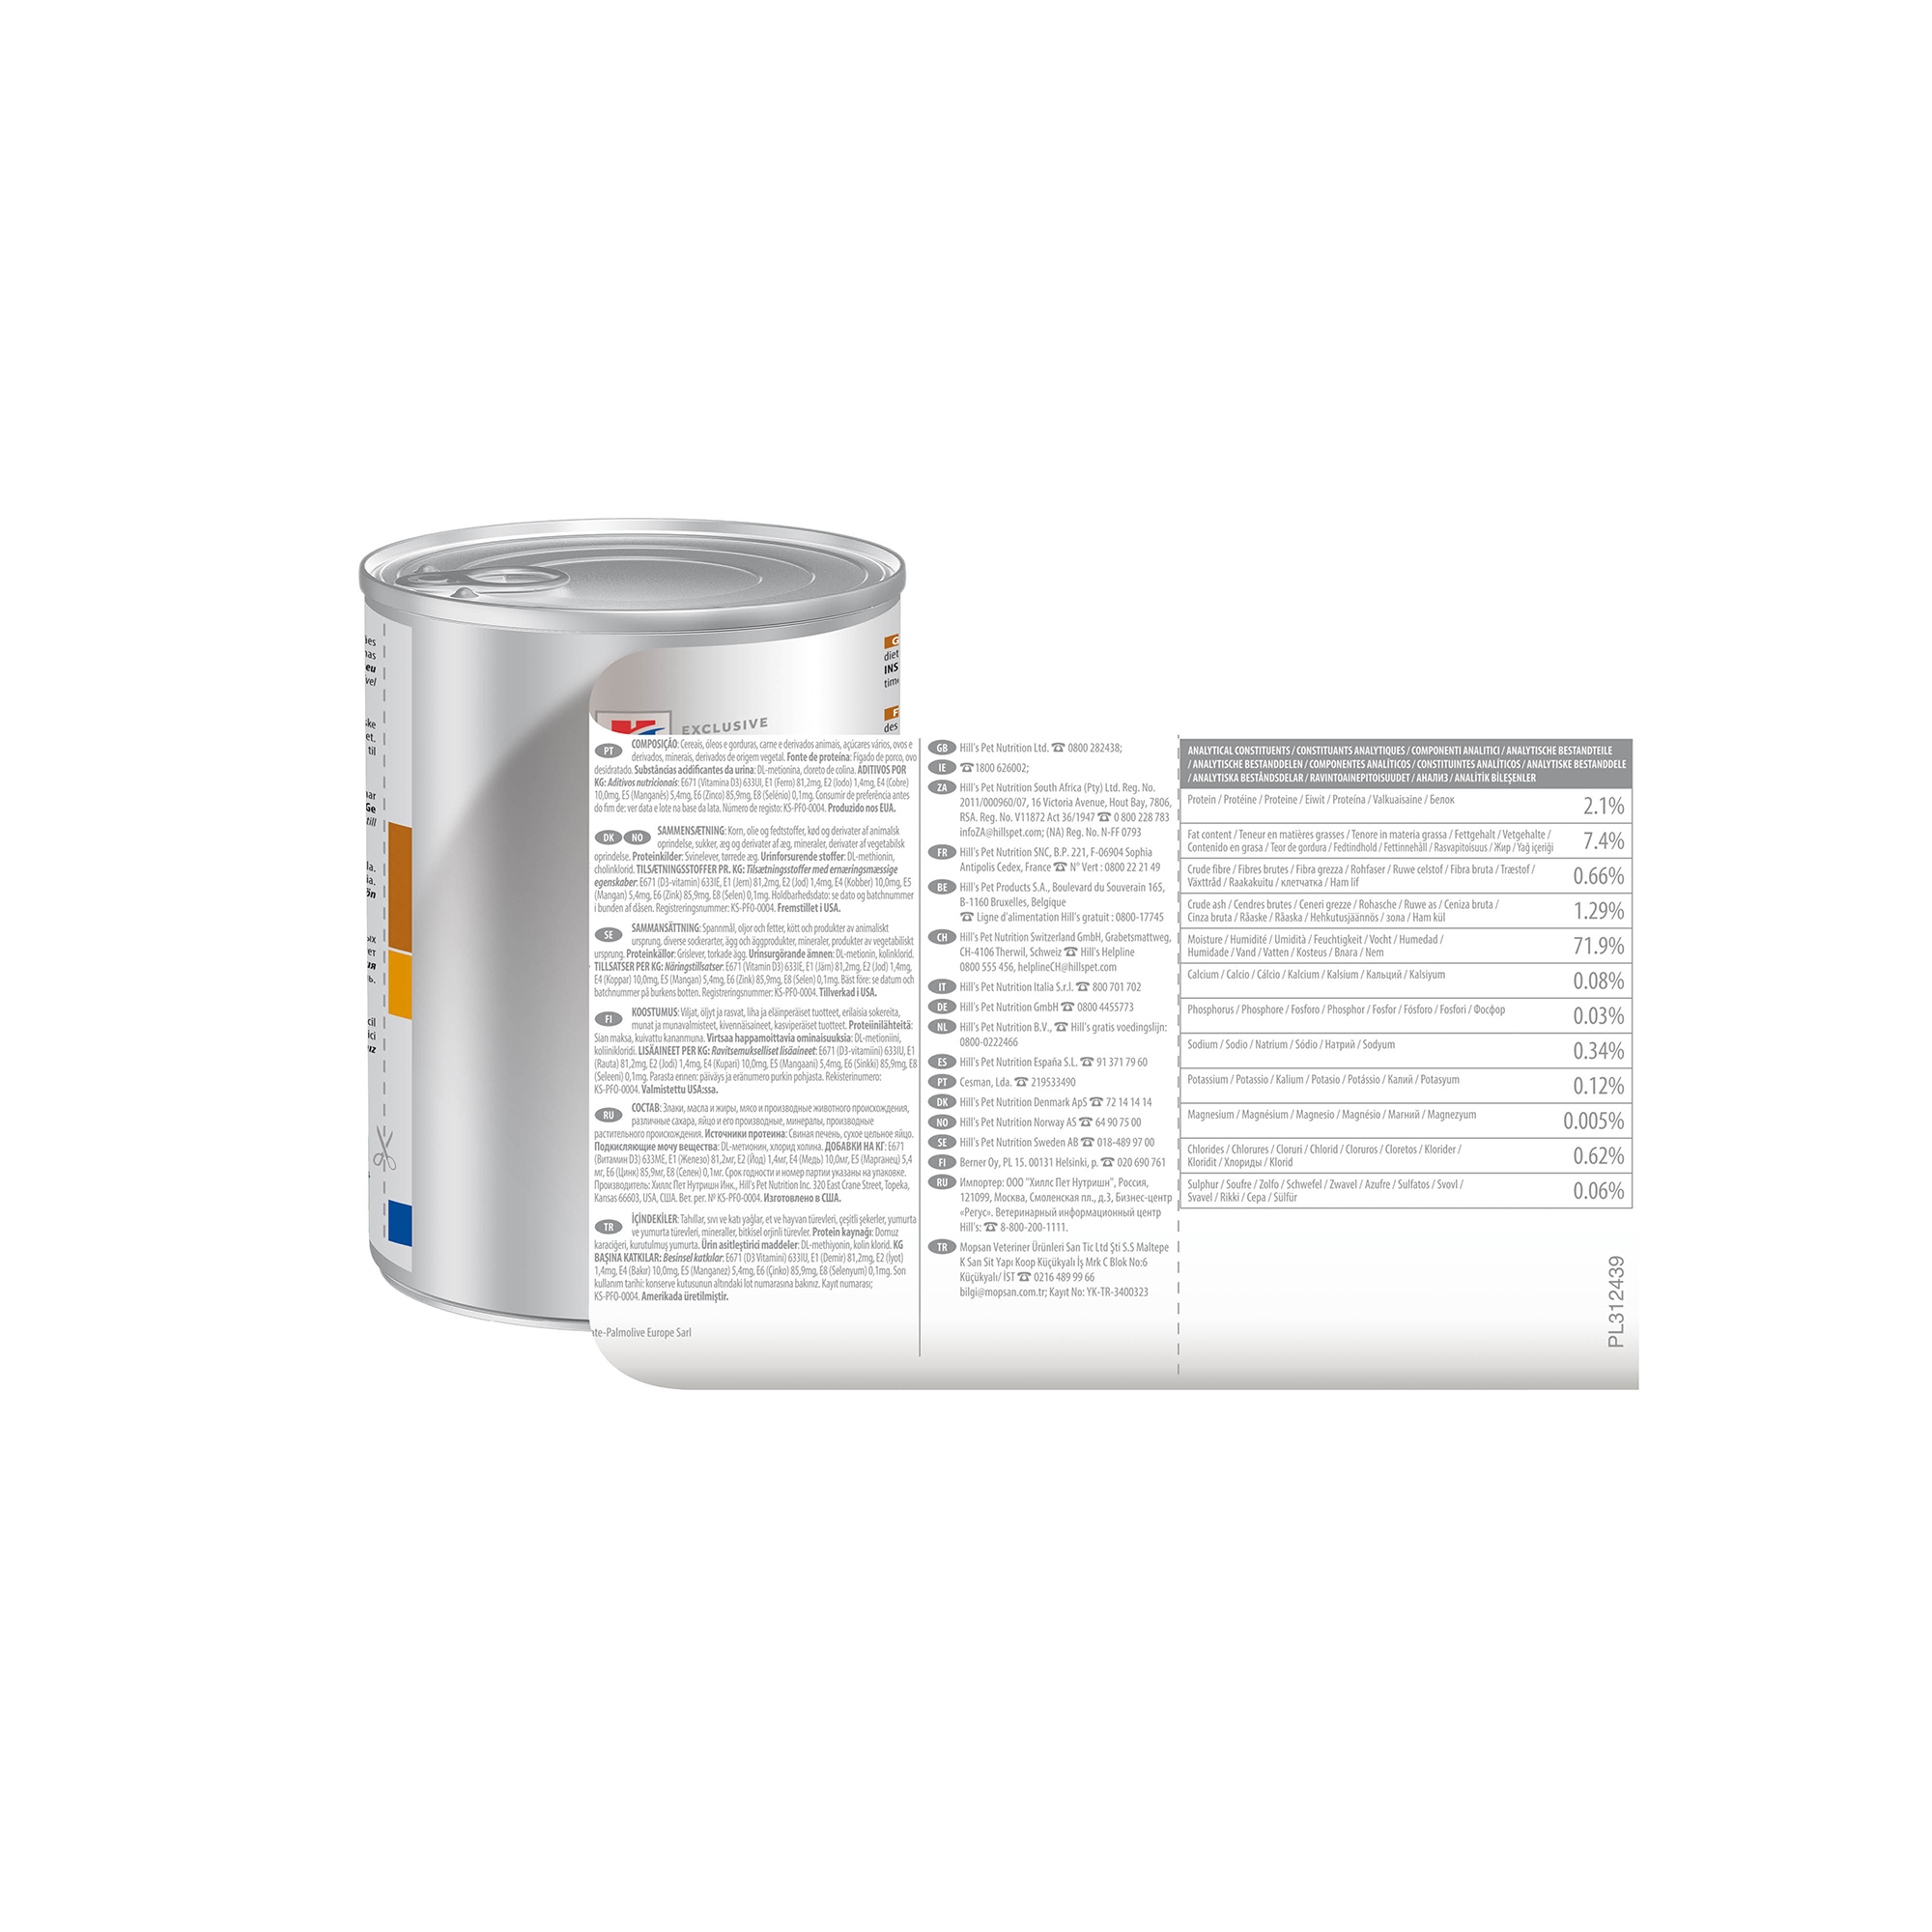 ães
nas
eu
vel
ske
et.
til
nar
Ge
till
la.
ia.
ön
ых
ет
ия
ь.
cil
ici
ız
G
diet
INS
tim
F
des
EXCLUSIVE
PT COMPOSIÇÃO: Cereais, óleos e gorduras, carne e derivados animais, açúcares vários, ovos e
derivados, minerais, derivados de origem vegetal. Fonte de proteína: Fígado de porco, ovo
desidratado. Substâncias acidificantes da urina: DL-metionina, cloreto de colina. ADITIVOS POR
KG: Aditivos nutricionais: E671 (Vitamina D3) 633UI, E1 (Ferro) 81,2mg, E2 (Iodo) 1,4mg, E4 (Cobre)
10,0mg, E5 (Manganês) 5,4mg, E6 (Zinco) 85,9mg, E8 (Selénio) 0,1mg. Consumir de preferência antes
do fim de: ver data e lote na base da lata. Número de registo: KS-PF0-0004. Produzido nos EUA.
DK NO SAMMENSÆTNING: Korn, olie og fedtstoffer, kød og derivater af animalsk
oprindelse, sukker, æg og derivater af æg, mineraler, derivater af vegetabilsk
oprindelse. Proteinkilder: Svinelever, tørrede æg. Urinforsurende stoffer: DL-methionin,
cholinklorid. TILSÆTNINGSSTOFFER PR. KG: Tilsætningsstoffer med ernæringsmæssige
egenskaber: E671 (D3-vitamin) 633IE, E1 (Jern) 81,2mg, E2 (Jod) 1,4mg, E4 (Kobber) 10,0mg, E5
(Mangan) 5,4mg, E6 (Zink) 85,9mg, E8 (Selen) 0,1mg. Holdbarhedsdato: se dato og batchnummer
i bunden af dåsen. Registreringsnummer: KS-PF0-0004. Fremstillet i USA.
SE SAMMANSÄTTNING: Spannmål, oljor och fetter, kött och produkter av animaliskt
ursprung, diverse sockerarter, ägg och äggprodukter, mineraler, produkter av vegetabiliskt
ursprung. Proteinkällor: Grislever, torkade ägg. Urinsurgörande ämnen: DL-metionin, kolinklorid.
TILLSATSER PER KG: Näringstillsatser: E671 (Vitamin D3) 633IE, E1 (Järn) 81,2mg, E2 (Jod) 1,4mg,
E4 (Koppar) 10,0mg, E5 (Mangan) 5,4mg, E6 (Zink) 85,9mg, E8 (Selen) 0,1mg. Bäst före: se datum och
batchnummer på burkens botten. Registreringsnummer: KS-PF0-0004. Tillverkad i USA.
FI KOOSTUMUS: Viljat, öljyt ja rasvat, liha ja eläinperäiset tuotteet, erilaisia sokereita,
munat ja munavalmisteet, kivennäisaineet, kasviperäiset tuotteet. Proteiinilähteitä:
Sian maksa, kuivattu kananmuna. Virtsaa happamoittavia ominaisuuksia: DL-metioniini,
koliinikloridi. LISÄAINEET PER KG: Ravitsemukselliset lisäaineet: E671 (D3-vitamiini) 633IU, E1
(Rauta) 81,2mg, E2 (Jodi) 1,4mg, E4 (Kupari) 10,0mg, E5 (Mangaani) 5,4mg, E6 (Sinkki) 85,9mg, E8
(Seleeni) 0,1mg. Parasta ennen: päiväys ja eränumero purkin pohjasta. Rekisterinumero:
KS-PF0-0004. Valmistettu USA:ssa.
RU СОСТАВ: Злаки, масла и жиры, мясо и производные животного происхождения,
различные сахара, яйцо и его производные, минералы, производные
растительного происхождения. Источники протеина: Свиная печень, сухое цельное яйцо.
Подкисляющие мочу вещества: DL-метионин, хлорид холина. ДОБАВКИ НА КГ: E671
(Витамин D3) 633МЕ, E1 (Железо) 81,2мг, E2 (Йод) 1,4мг, E4 (Медь) 10,0мг, E5 (Марганец) 5,4
мг, E6 (Цинк) 85,9мг, E8 (Селен) 0,1мг. Срок годности и номер партии указаны на упаковке.
Производитель: Хиллс Пет Нутришн Инк., Hill's Pet Nutrition Inc. 320 East Crane Street, Topeka,
Kansas 66603, USA, США. Вет. рег. № KS-PF0-0004. Изготовлено в США.
TR İÇİNDEKİLER: Tahıllar, sıvı ve katı yağlar, et ve hayvan türevleri, çeşitli şekerler, yumurta
ve yumurta türevleri, mineraller, bitkisel orjinli türevler. Protein kaynağı: Domuz
karaciğeri, kurutulmuş yumurta. Ürin asitleştirici maddeler: DL-methiyonin, kolin klorid. KG
BAŞINA KATKILAR: Besinsel katkılar: E671 (D3 Vitamini) 633IU, E1 (Demir) 81,2mg, E2 (İyot)
1,4mg, E4 (Bakır) 10,0mg, E5 (Manganez) 5,4mg, E6 (Çinko) 85,9mg, E8 (Selenyum) 0,1mg. Son
kullanım tarihi: konserve kutusunun altındaki lot numarasına bakınız. Kayıt numarası;
KS-PF0-0004. Amerikada üretilmiştir.
te-Palmolive Europe Sarl
GB Hill's Pet Nutrition Ltd. ☎ 0800 282438;
IE ☎ 1800 626002;
ZA Hill's Pet Nutrition South Africa (Pty) Ltd. Reg. No.
2011/000960/07, 16 Victoria Avenue, Hout Bay, 7806,
RSA. Reg. No. V11872 Act 36/1947 ☎ 0 800 228 783
infoZA@hillspet.com; (NA) Reg. No. N-FF 0793
FR Hill's Pet Nutrition SNC, B.P. 221, F-06904 Sophia
Antipolis Cedex, France ☎ N° Vert : 0800 22 21 49
BE Hill's Pet Products S.A., Boulevard du Souverain 165,
B-1160 Bruxelles, Belgique
☎ Ligne d'alimentation Hill's gratuit : 0800-17745
CH Hill's Pet Nutrition Switzerland GmbH, Grabetsmattweg,
CH-4106 Therwil, Schweiz ☎ Hill's Helpline
0800 555 456, helplineCH@hillspet.com
IT Hill's Pet Nutrition Italia S.r.l. ☎ 800 701 702
DE Hill's Pet Nutrition GmbH ☎ 0800 4455773
NL Hill's Pet Nutrition B.V., ☎ Hill's gratis voedingslijn:
0800-0222466
ES Hill's Pet Nutrition España S.L. ☎ 91 371 79 60
PT Cesman, Lda. ☎ 219533490
DK Hill's Pet Nutrition Denmark ApS ☎ 72 14 14 14
NO Hill's Pet Nutrition Norway AS ☎ 64 90 75 00
SE Hill's Pet Nutrition Sweden AB ☎ 018-489 97 00
FI Berner Oy, PL 15. 00131 Helsinki, p. ☎ 020 690 761
RU Импортер: ООО "Хиллс Пет Нутришн", Россия,
121099, Москва, Смоленская пл., д.3, Бизнес-центр
«Регус». Ветеринарный информационный центр
Hill's: ☎ 8-800-200-1111.
TR Mopsan Veteriner Ürünleri San Tic Ltd Şti S.S Maltepe
K San Sit Yapı Koop Küçükyalı İş Mrk C Blok No:6
Küçükyalı/ İST ☎ 0216 489 99 66
bilgi@mopsan.com.tr; Kayıt No: YK-TR-3400323
ANALYTICAL CONSTITUENTS / CONSTITUANTS ANALYTIQUES / COMPONENTI ANALITICI / ANALYTISCHE BESTANDTEILE
/ ANALYTISCHE BESTANDDELEN / COMPONENTES ANALÍTICOS / CONSTITUINTES ANALÍTICOS / ANALYTISKE BESTANDDELE
/ ANALYTISKA BESTÅNDSDELAR / RAVINTOAINEPITOISUUDET / АНАЛИЗ / ANALİTİK BİLEŞENLER
Protein / Protéine / Proteine / Eiwit / Proteína / Valkuaisaine / Белок 2.1%
Fat content / Teneur en matières grasses / Tenore in materia grassa / Fettgehalt / Vetgehalte /
Contenido en grasa / Teor de gordura / Fedtindhold / Fettinnehåll / Rasvapitoisuus / Жир / Yağ içeriği 7.4%
Crude fibre / Fibres brutes / Fibra grezza / Rohfaser / Ruwe celstof / Fibra bruta / Træstof /
Växttråd / Raakakuitu / клетчатка / Ham lif 0.66%
Crude ash / Cendres brutes / Ceneri grezze / Rohasche / Ruwe as / Ceniza bruta /
Cinza bruta / Råaske / Råaska / Hehkutusjäännös / зола / Ham kül 1.29%
Moisture / Humidité / Umidità / Feuchtigkeit / Vocht / Humedad /
Humidade / Vand / Vatten / Kosteus / Влага / Nem 71.9%
Calcium / Calcio / Cálcio / Kalcium / Kalsium / Кальций / Kalsiyum 0.08%
Phosphorus / Phosphore / Fosforo / Phosphor / Fosfor / Fósforo / Fosfori / Фосфор 0.03%
Sodium / Sodio / Natrium / Sódio / Натрий / Sodyum 0.34%
Potassium / Potassio / Kalium / Potasio / Potássio / Калий / Potasyum 0.12%
Magnesium / Magnésium / Magnesio / Magnésio / Магний / Magnezyum 0.005%
Chlorides / Chlorures / Cloruri / Chlorid / Cloruros / Cloretos / Klorider /
Kloridit / Хлориды / Klorid 0.62%
Sulphur / Soufre / Zolfo / Schwefel / Zwavel / Azufre / Sulfatos / Svovl /
Svavel / Rikki / Сера / Sülfür 0.06%
PL312439